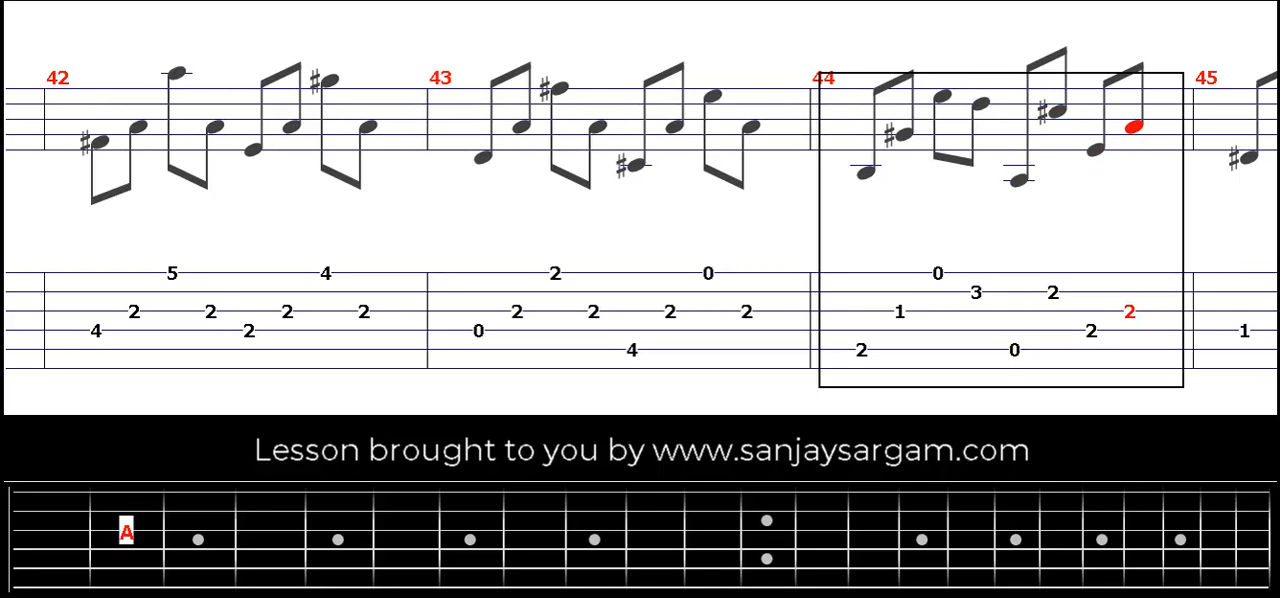 42 43 44 45
5 4 2 0 0
3 2
2 2 2 2 2 2 2 2 1 2
4 2 0 2 1
4 2 0
Lesson brought to you by www.sanjaysargam.com
A